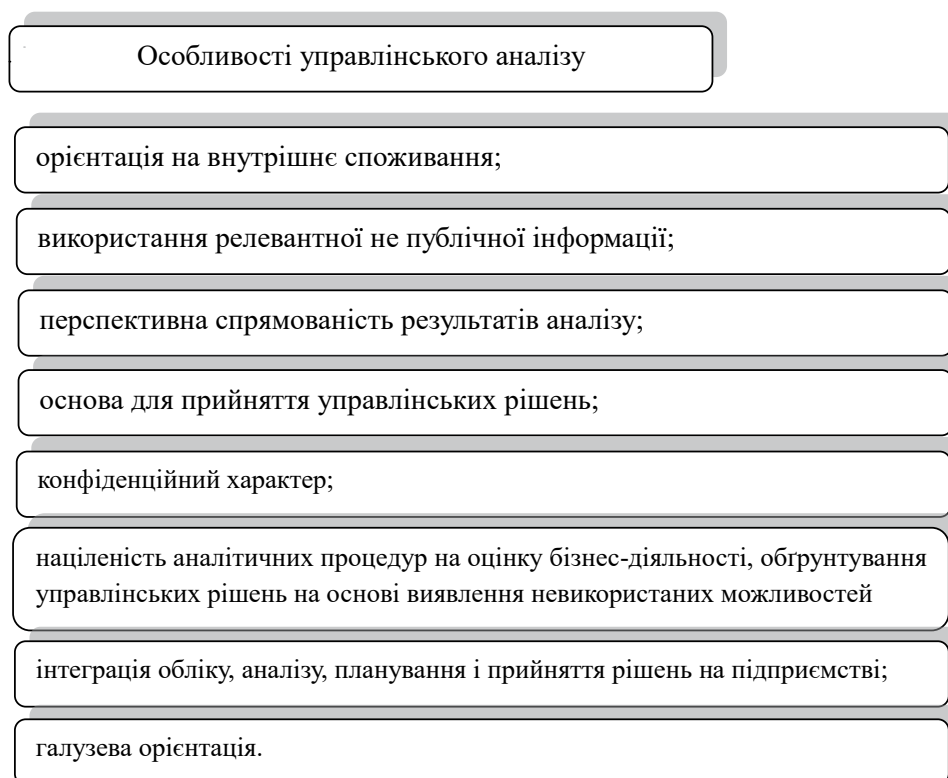 Особливості управлінського аналізу
орієнтація на внутрішнє споживання;
використання релевантної не публічної інформації;
перспективна спрямованість результатів аналізу;
основа для прийняття управлінських рішень;
конфіденційний характер;
націленість аналітичних процедур на оцінку бізнес-діяльності, обґрунтування
управлінських рішень на основі виявлення невикористаних можливостей
інтеграція обліку, аналізу, планування і прийняття рішень на підприємстві;
галузева орієнтація.